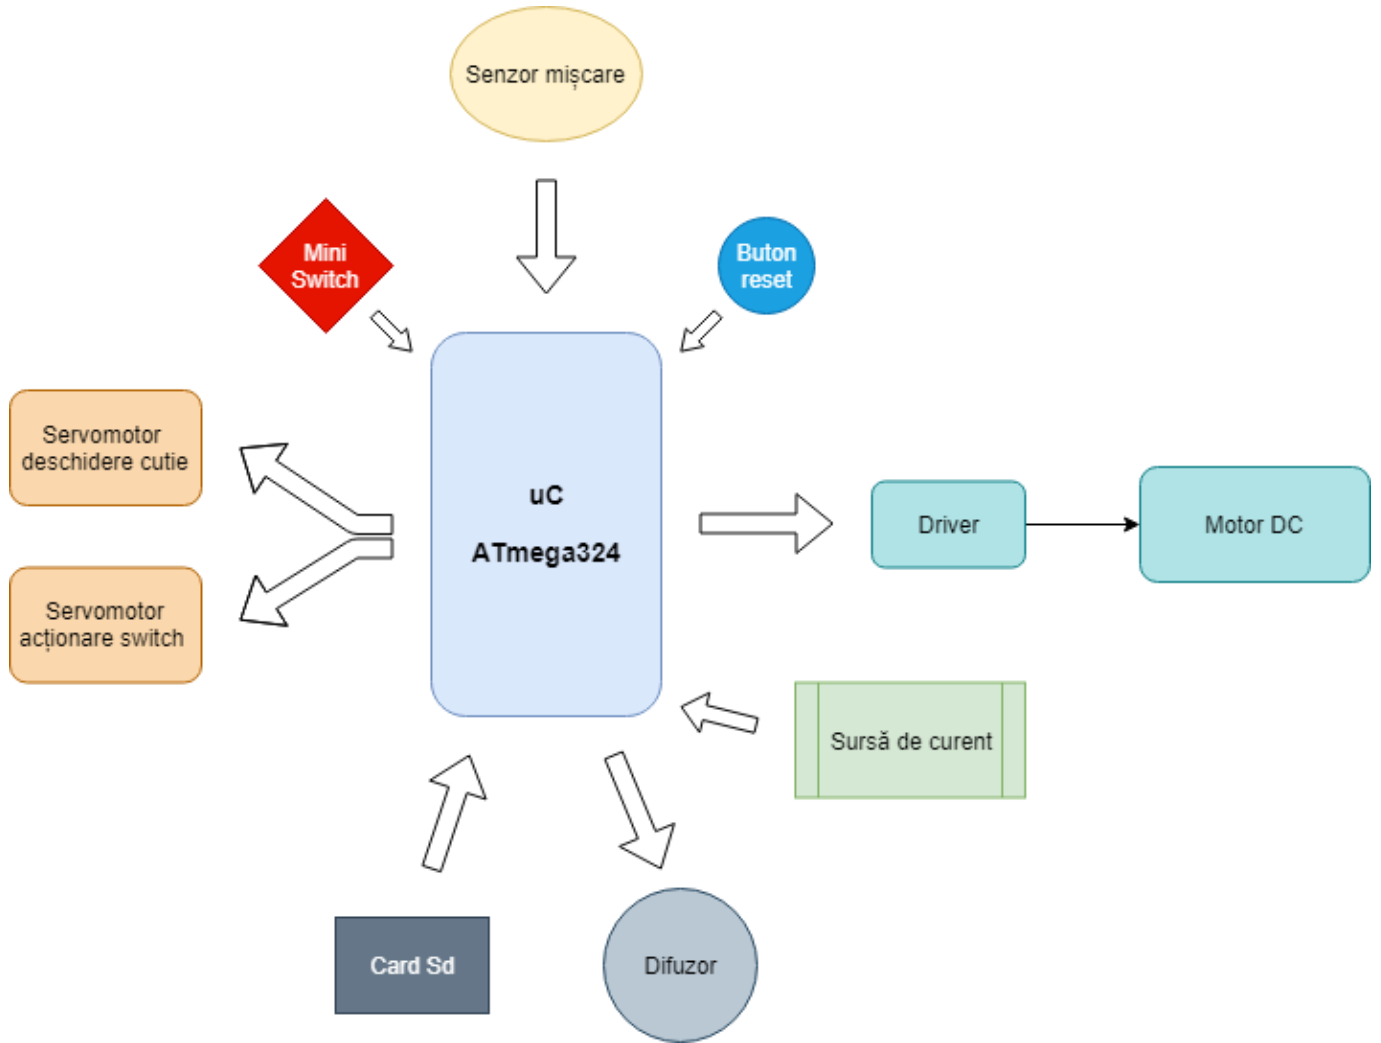 Senzor mișcare
Mini
Switch
Buton
reset
Servomotor
deschidere cutie
uC
ATmega324
Driver
Motor DC
Servomotor
acționare switch
Sursă de curent
Card Sd
Difuzor